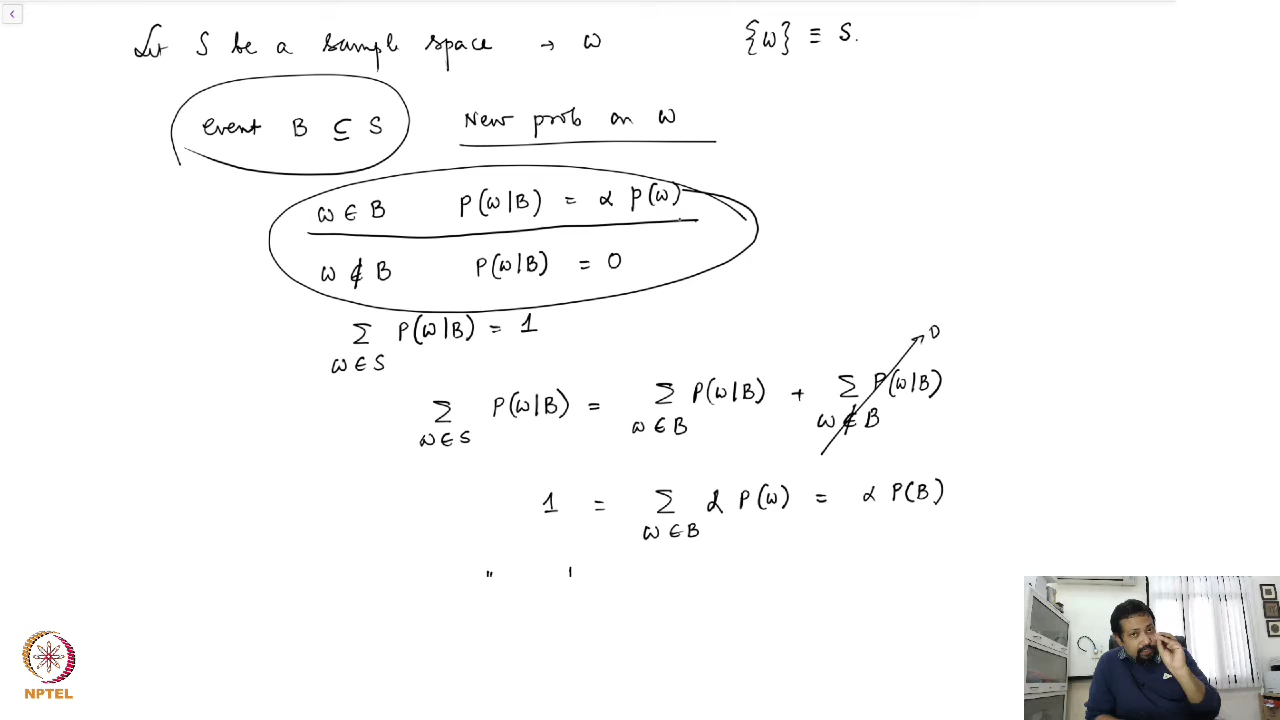 Let S be a sample space → ω {ω} ≡ S.
event B ⊆ S New prob on ω
ω ∈ B P(ω|B) = α P(ω)
ω ∉ B P(ω|B) = 0
Σ P(ω|B) = 1
ω ∈ S
0
Σ P(ω|B) = Σ P(ω|B) + Σ P(ω|B)
ω ∈ S ω ∈ B ω ∉ B
1 = Σ α P(ω) = α P(B)
ω ∈ B
NPTEL